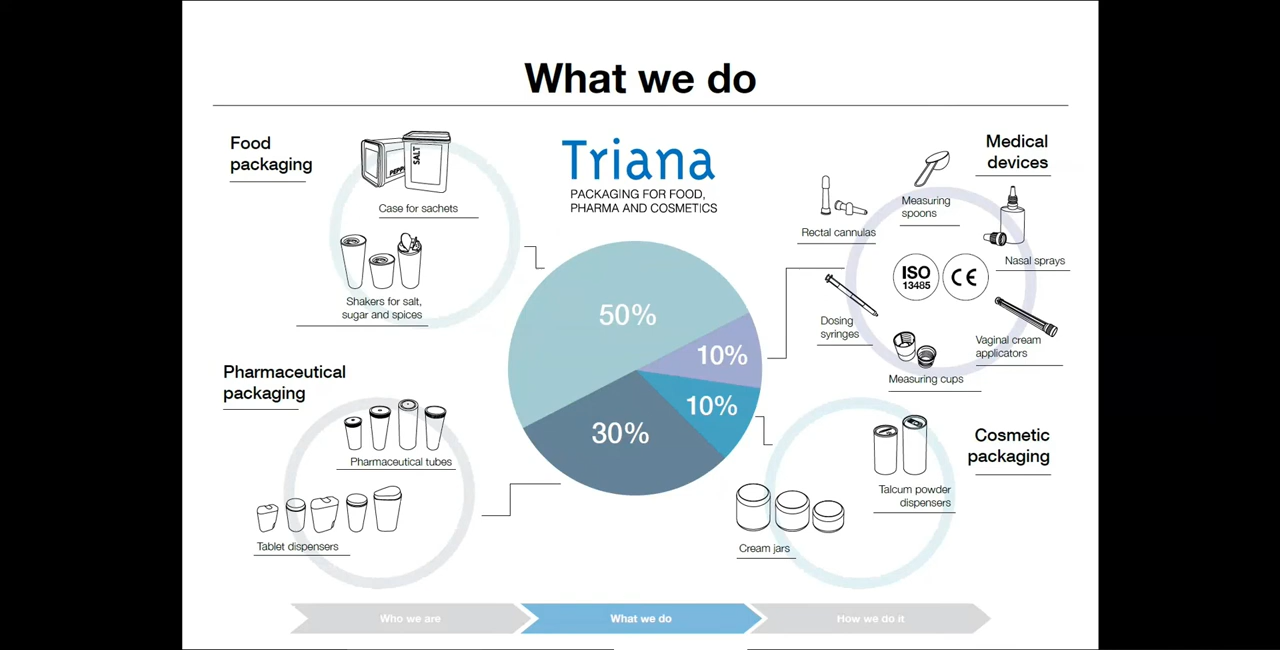 What we do
Food
packaging
SALT
PEPP
Case for sachets
Shakers for salt,
sugar and spices
Triana
PACKAGING FOR FOOD,
PHARMA AND COSMETICS
Medical
devices
Measuring
spoons
Rectal cannulas
Nasal sprays
ISO
13485
CE
Dosing
syringes
Vaginal cream
applicators
Measuring cups
50%
10%
10%
30%
Pharmaceutical
packaging
Pharmaceutical tubes
Tablet dispensers
Cosmetic
packaging
Talcum powder
dispensers
Cream jars
Who we are
What we do
How we do it